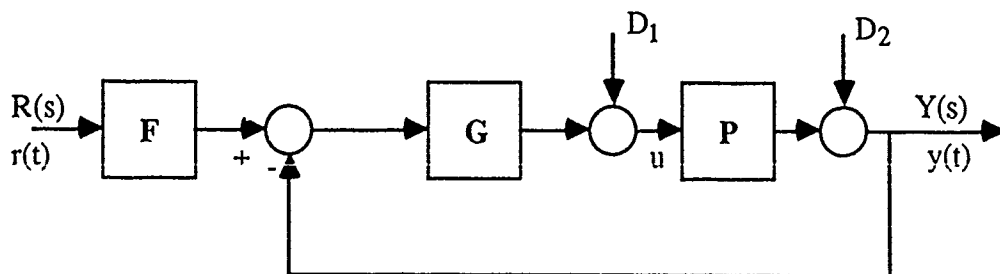 D1
D2
R(s)
F
G
P
Y(s)
r(t)
+
-
u
y(t)